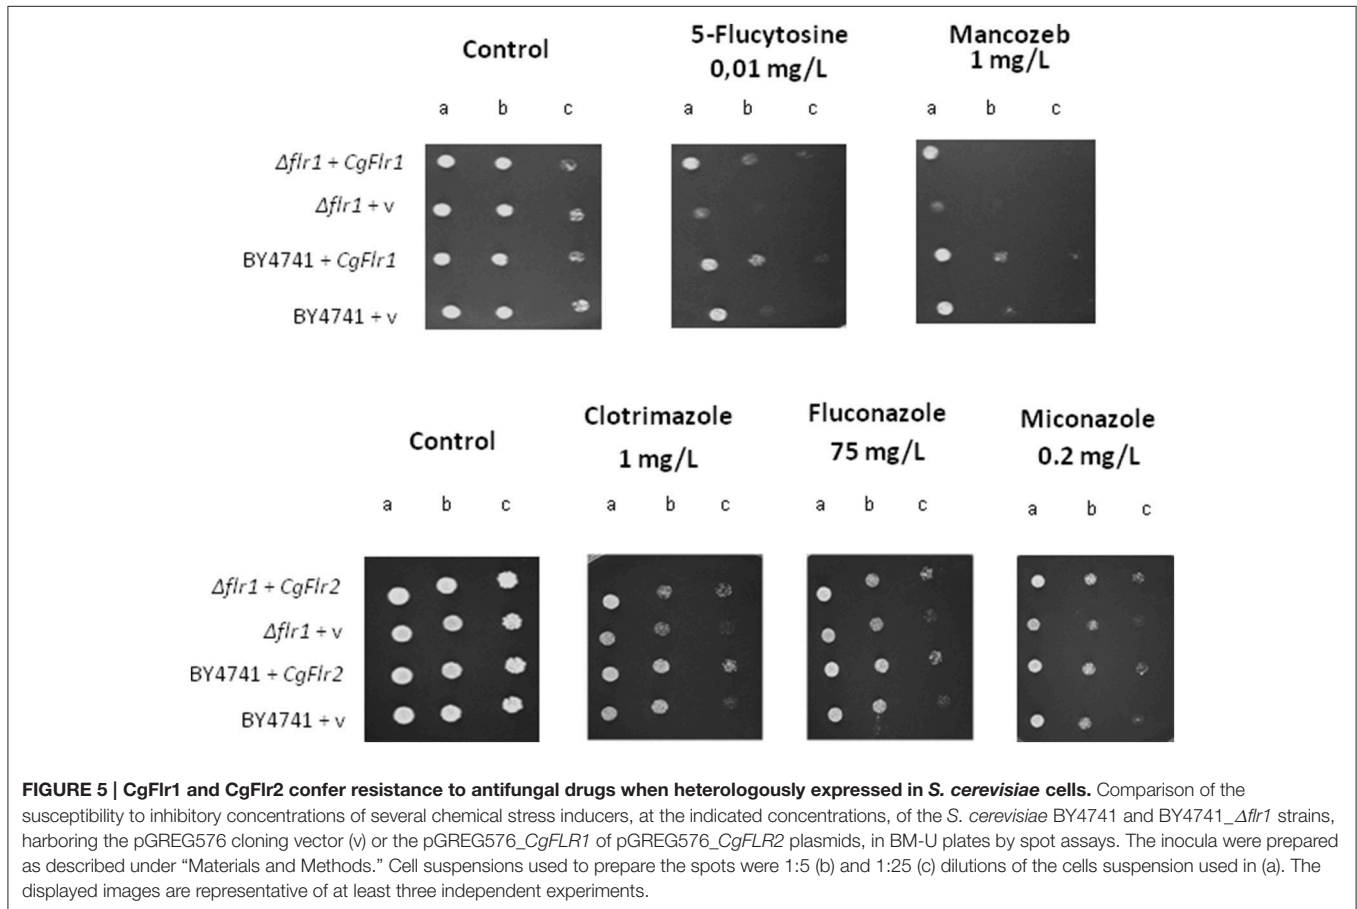 Control
5-Flucytosine
0,01 mg/L
Mancozeb
1 mg/L
a b c a b c a b c
Δflr1 + CgFlr1
Δflr1 + v
BY4741 + CgFlr1
BY4741 + v
Control
Clotrimazole
1 mg/L
Fluconazole
75 mg/L
Miconazole
0.2 mg/L
a b c a b c a b c a b c
Δflr1 + CgFlr2
Δflr1 + v
BY4741 + CgFlr2
BY4741 + v
FIGURE 5 | CgFlr1 and CgFlr2 confer resistance to antifungal drugs when heterologously expressed in S. cerevisiae cells. Comparison of the
susceptibility to inhibitory concentrations of several chemical stress inducers, at the indicated concentrations, of the S. cerevisiae BY4741 and BY4741_Δflr1 strains,
harboring the pGREG576 cloning vector (v) or the pGREG576_CgFLR1 of pGREG576_CgFLR2 plasmids, in BM-U plates by spot assays. The inocula were prepared
as described under “Materials and Methods.” Cell suspensions used to prepare the spots were 1:5 (b) and 1:25 (c) dilutions of the cells suspension used in (a). The
displayed images are representative of at least three independent experiments.